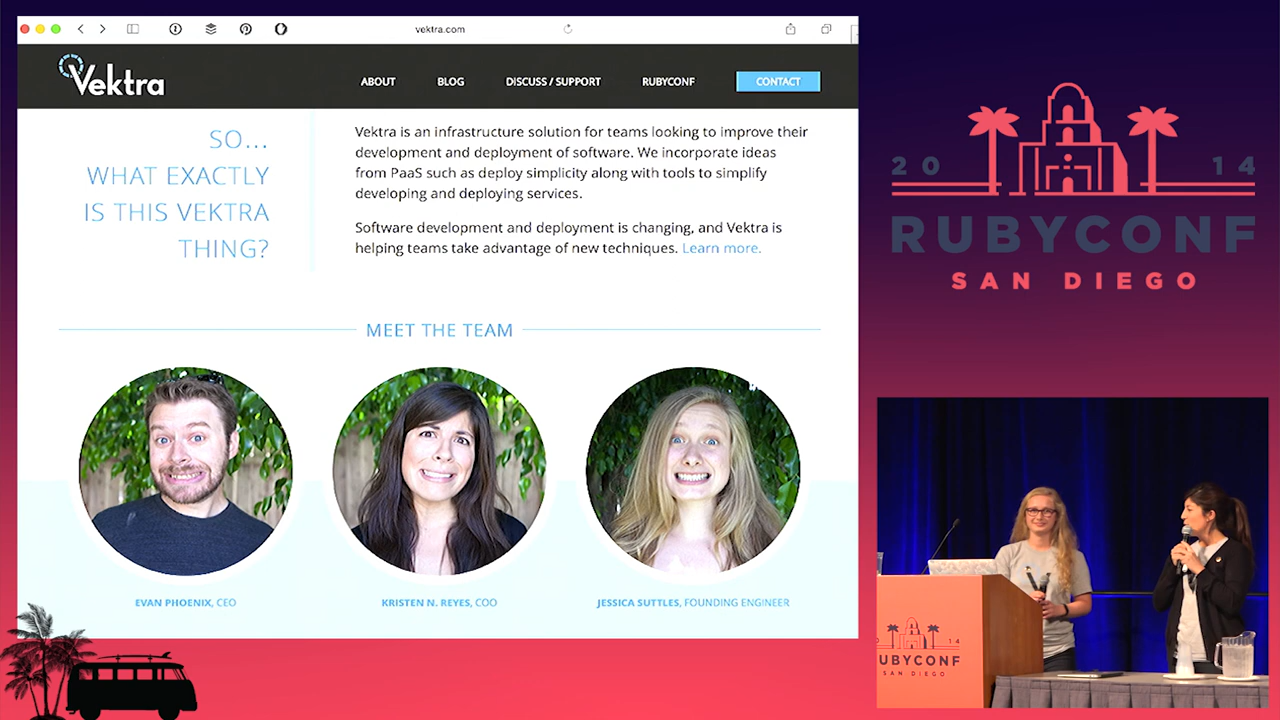 vektra.com
Vektra
ABOUT
BLOG
DISCUSS / SUPPORT
RUBYCONF
CONTACT
SO...
WHAT EXACTLY
IS THIS VEKTRA
THING?
Vektra is an infrastructure solution for teams looking to improve their
development and deployment of software. We incorporate ideas
from PaaS such as deploy simplicity along with tools to simplify
developing and deploying services.
Software development and deployment is changing, and Vektra is
helping teams take advantage of new techniques. Learn more.
MEET THE TEAM
EVAN PHOENIX, CEO
KRISTEN N. REYES, COO
JESSICA SUTTLES, FOUNDING ENGINEER
20 14
RUBYCONF
SAN DIEGO
14
RUBYCONF
SAN DIEGO